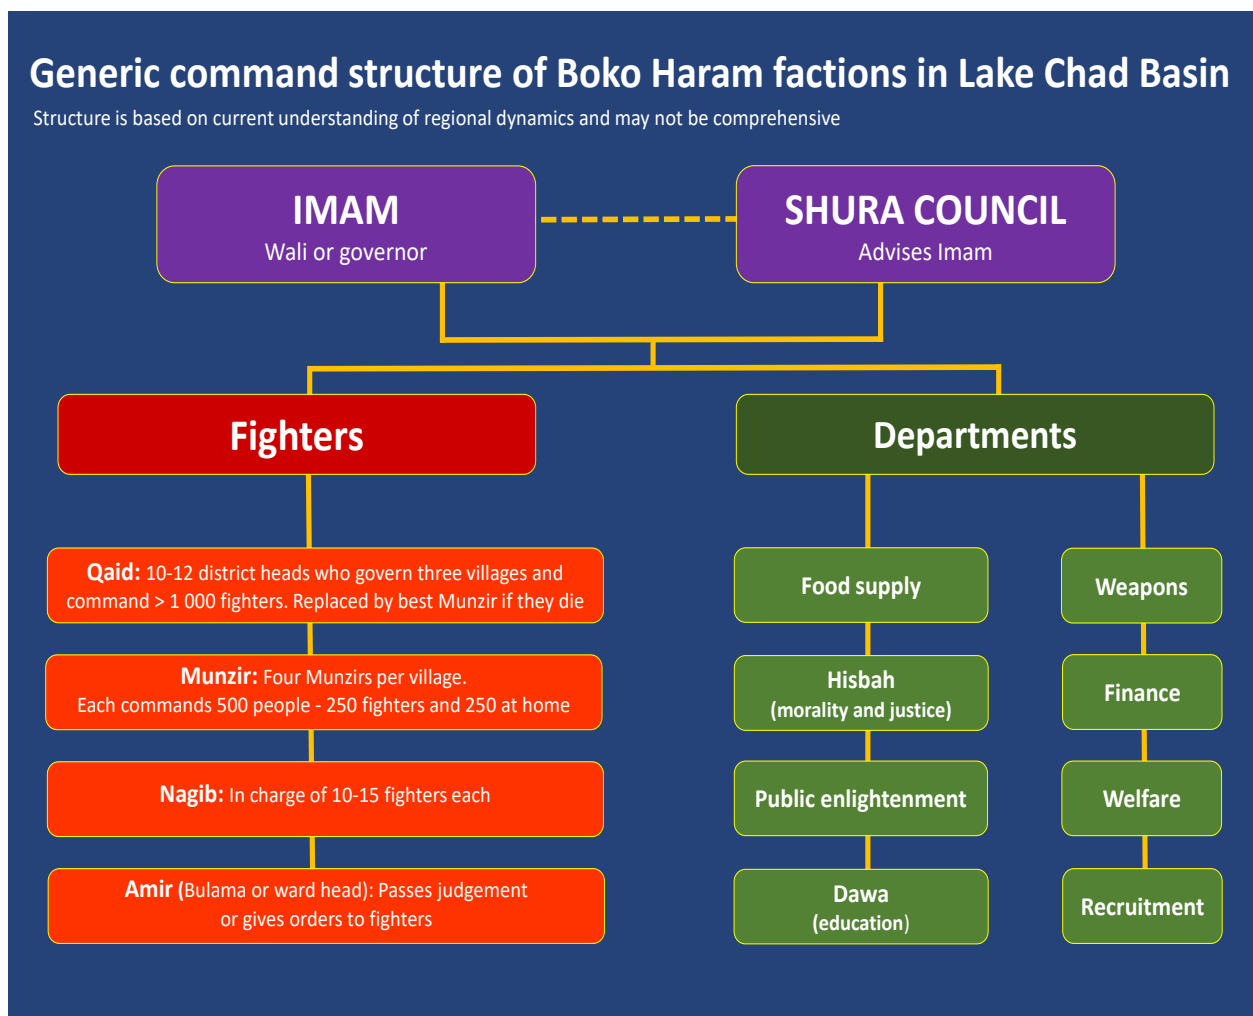 Generic command structure of Boko Haram factions in Lake Chad Basin
Structure is based on current understanding of regional dynamics and may not be comprehensive
IMAM
Wali or governor
SHURA COUNCIL
Advises Imam
Fighters
Qaid: 10-12 district heads who govern three villages and
command > 1 000 fighters. Replaced by best Munzir if they die
Munzir: Four Munzirs per village.
Each commands 500 people - 250 fighters and 250 at home
Nagib: In charge of 10-15 fighters each
Amir (Bulama or ward head): Passes judgement
or gives orders to fighters
Departments
Food supply
Hisbah
(morality and justice)
Public enlightenment
Dawa
(education)
Weapons
Finance
Welfare
Recruitment